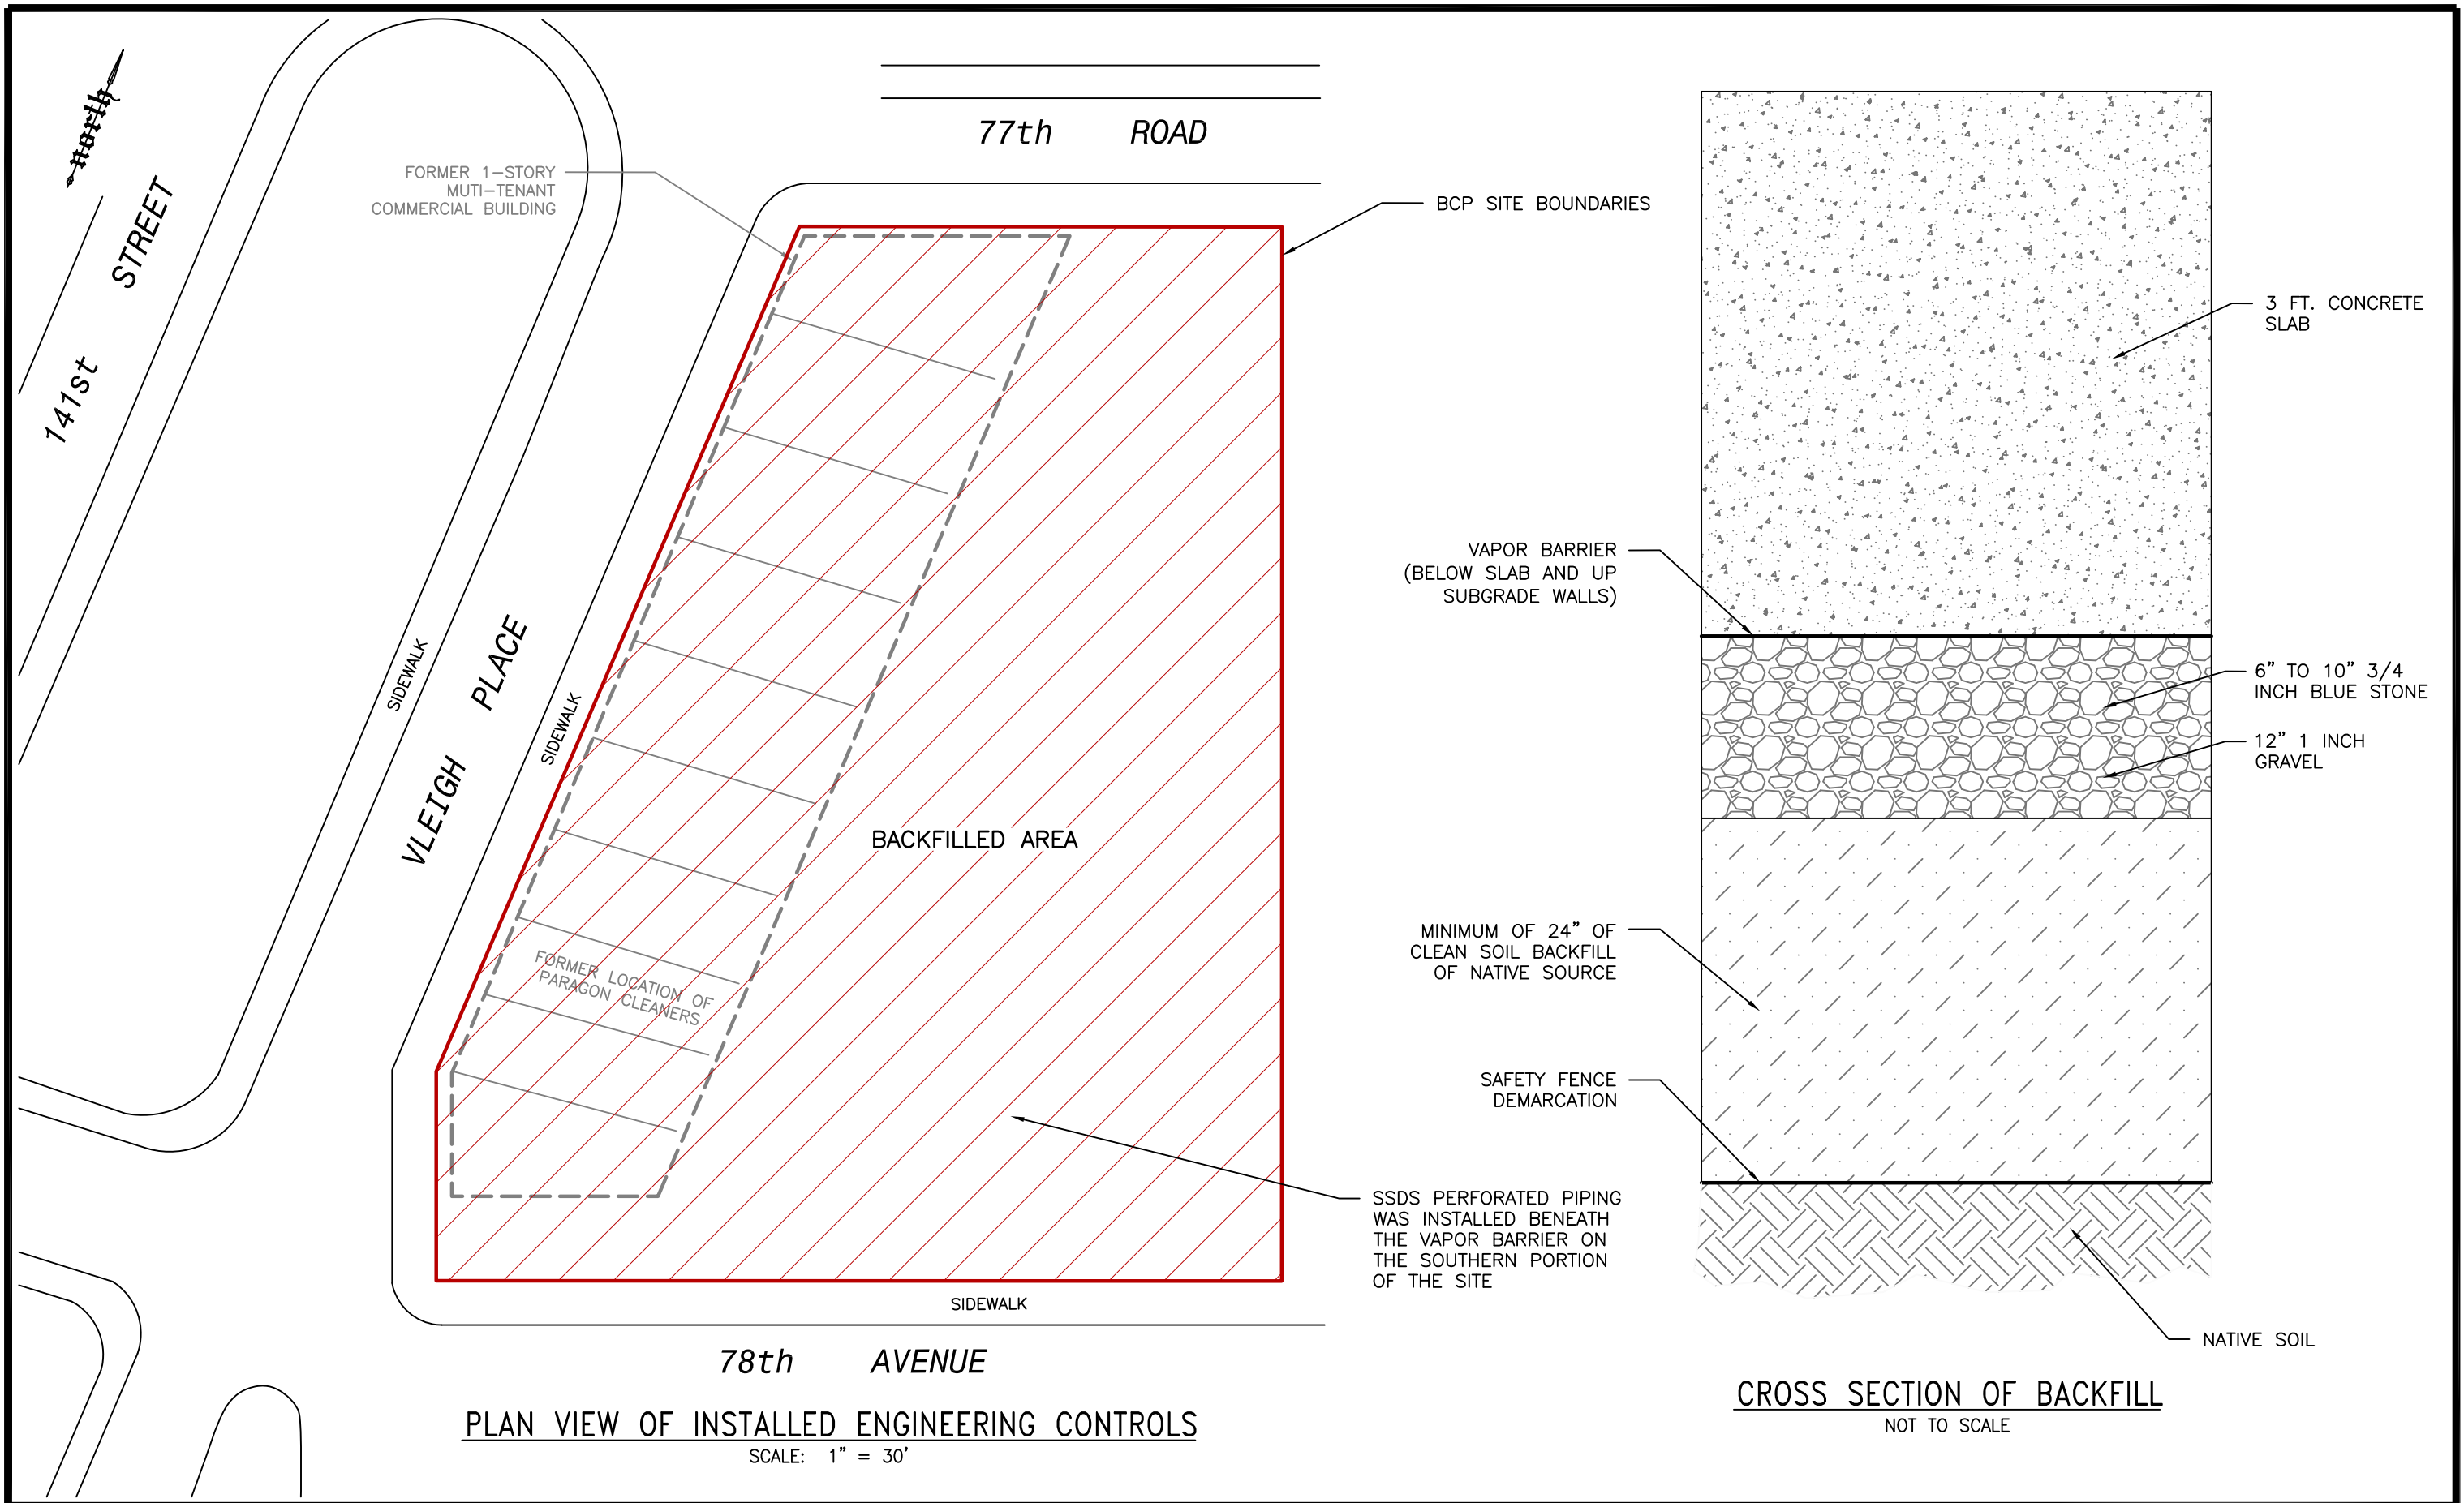 north
141st STREET
77th ROAD
FORMER 1-STORY
MUTI-TENANT
COMMERCIAL BUILDING
BCP SITE BOUNDARIES
SIDEWALK
VLEIGH PLACE
SIDEWALK
BACKFILLED AREA
FORMER LOCATION OF
PARAGON CLEANERS
SSDS PERFORATED PIPING
WAS INSTALLED BENEATH
THE VAPOR BARRIER ON
THE SOUTHERN PORTION
OF THE SITE
SIDEWALK
78th AVENUE
PLAN VIEW OF INSTALLED ENGINEERING CONTROLS
SCALE: 1" = 30'
3 FT. CONCRETE
SLAB
VAPOR BARRIER
(BELOW SLAB AND UP
SUBGRADE WALLS)
6" TO 10" 3/4
INCH BLUE STONE
12" 1 INCH
GRAVEL
MINIMUM OF 24" OF
CLEAN SOIL BACKFILL
OF NATIVE SOURCE
SAFETY FENCE
DEMARCATION
NATIVE SOIL
CROSS SECTION OF BACKFILL
NOT TO SCALE